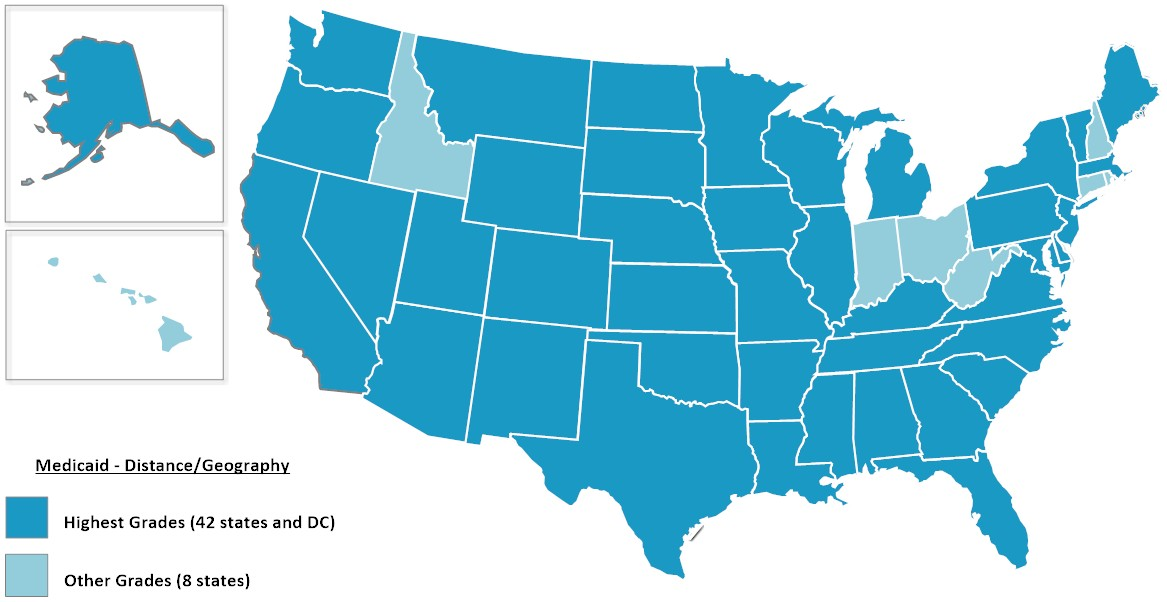 Medicaid - Distance/Geography
Highest Grades (42 states and DC)
Other Grades (8 states)